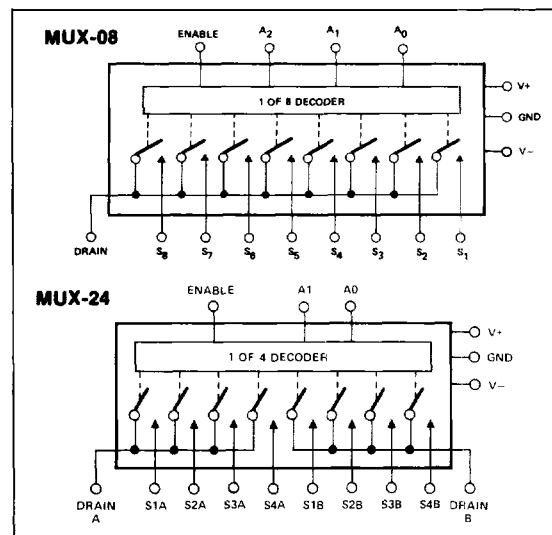 MUX-08
ENABLE A2 A1 A0
1 OF 8 DECODER
V+
GND
V−
DRAIN S8 S7 S6 S5 S4 S3 S2 S1
MUX-24
ENABLE A1 A0
1 OF 4 DECODER
V+
GND
V−
DRAIN A S1A S2A S3A S4A S1B S2B S3B S4B DRAIN B